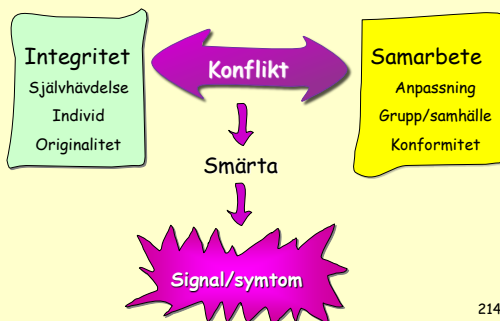 Integritet
Självhävdelse
Individ
Originalitet
Konflikt
Samarbete
Anpassning
Grupp/samhälle
Konformitet
Smärta
Signal/symtom
214